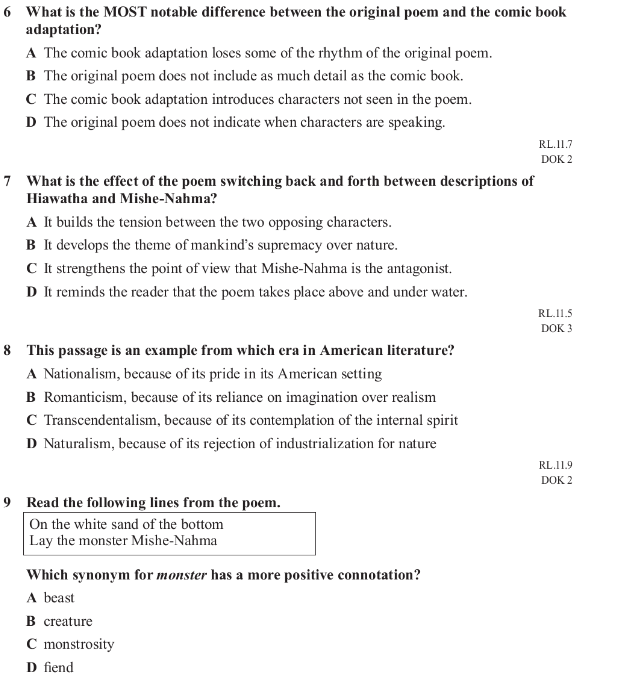 6 What is the MOST notable difference between the original poem and the comic book
adaptation?
A The comic book adaptation loses some of the rhythm of the original poem.
B The original poem does not include as much detail as the comic book.
C The comic book adaptation introduces characters not seen in the poem.
D The original poem does not indicate when characters are speaking.
RL.11.7
DOK 2
7 What is the effect of the poem switching back and forth between descriptions of
Hiawatha and Mishe-Nahma?
A It builds the tension between the two opposing characters.
B It develops the theme of mankind's supremacy over nature.
C It strengthens the point of view that Mishe-Nahma is the antagonist.
D It reminds the reader that the poem takes place above and under water.
RL.11.5
DOK 3
8 This passage is an example from which era in American literature?
A Nationalism, because of its pride in its American setting
B Romanticism, because of its reliance on imagination over realism
C Transcendentalism, because of its contemplation of the internal spirit
D Naturalism, because of its rejection of industrialization for nature
RL.11.9
DOK 2
9 Read the following lines from the poem.
On the white sand of the bottom
Lay the monster Mishe-Nahma
Which synonym for monster has a more positive connotation?
A beast
B creature
C monstrosity
D fiend